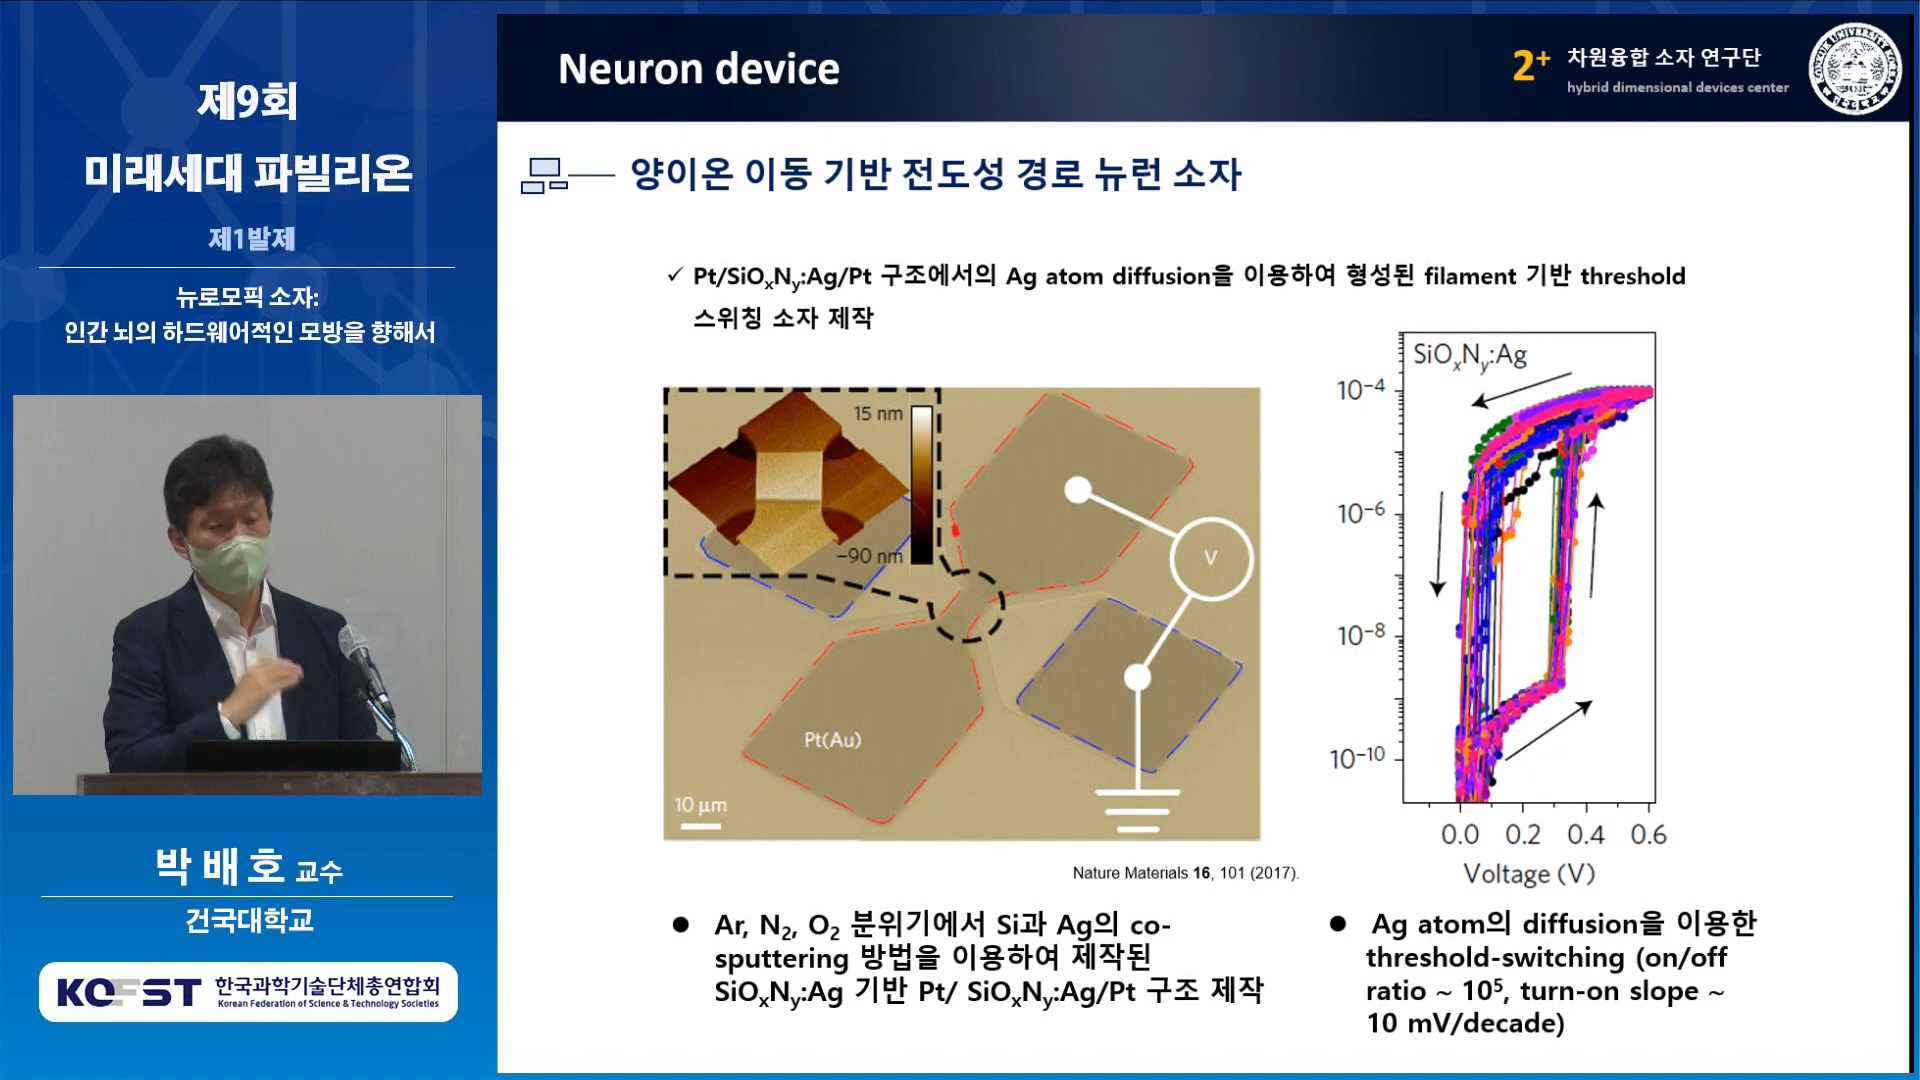 제9회
미래세대 파빌리온
제1발제
뉴로모픽 소자:
인간 뇌의 하드웨어적인 모방을 향해서
박배호 교수
건국대학교
KOFST 한국과학기술단체총연합회
Korean Federation of Science & Technology Societies
Neuron device
2+ 차원융합 소자 연구단
hybrid dimensional devices center
양이온 이동 기반 전도성 경로 뉴런 소자
✓ Pt/SiOxNy:Ag/Pt 구조에서의 Ag atom diffusion을 이용하여 형성된 filament 기반 threshold
스위칭 소자 제작
15 nm
−90 nm
V
Pt(Au)
10 μm
SiOxNy:Ag
10−4
10−6
10−8
10−10
0.0 0.2 0.4 0.6
Voltage (V)
Nature Materials 16, 101 (2017).
● Ar, N2, O2 분위기에서 Si과 Ag의 co-
sputtering 방법을 이용하여 제작된
SiOxNy:Ag 기반 Pt/ SiOxNy:Ag/Pt 구조 제작
● Ag atom의 diffusion을 이용한
threshold-switching (on/off
ratio ~ 10⁵, turn-on slope ~
10 mV/decade)